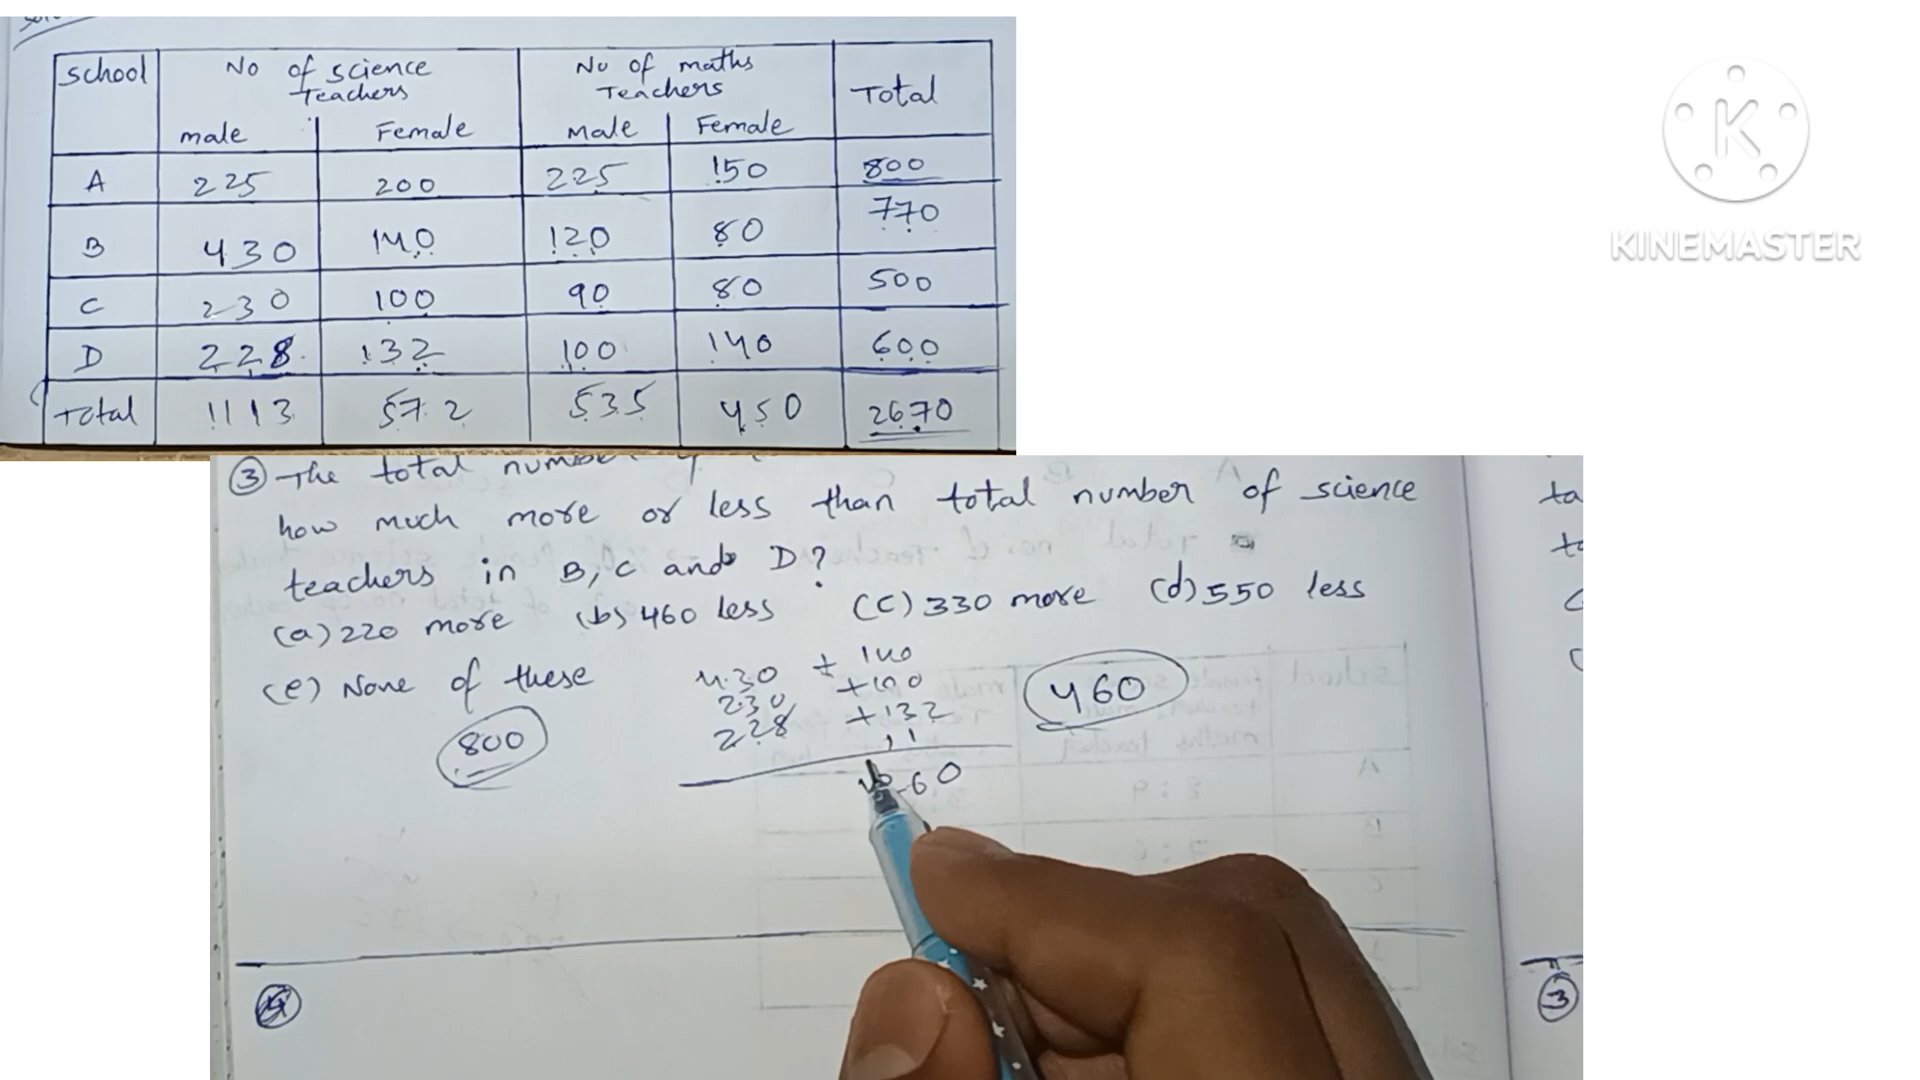 School No of science Teachers No of maths Teachers Total
male Female Male Female
A 225 200 225 150 800
B 430 140 120 80 770
C 230 100 90 80 500
D 228 132 100 140 600
Total 1113 572 535 450 2670
KINEMASTER
③ The total number
how much more or less than total number of science
teachers in B, C and D?
(a) 220 more (b) 460 less (c) 330 more (d) 550 less
(e) None of these
800
430 + 140
230 +100
228 +132
11
60
460
③